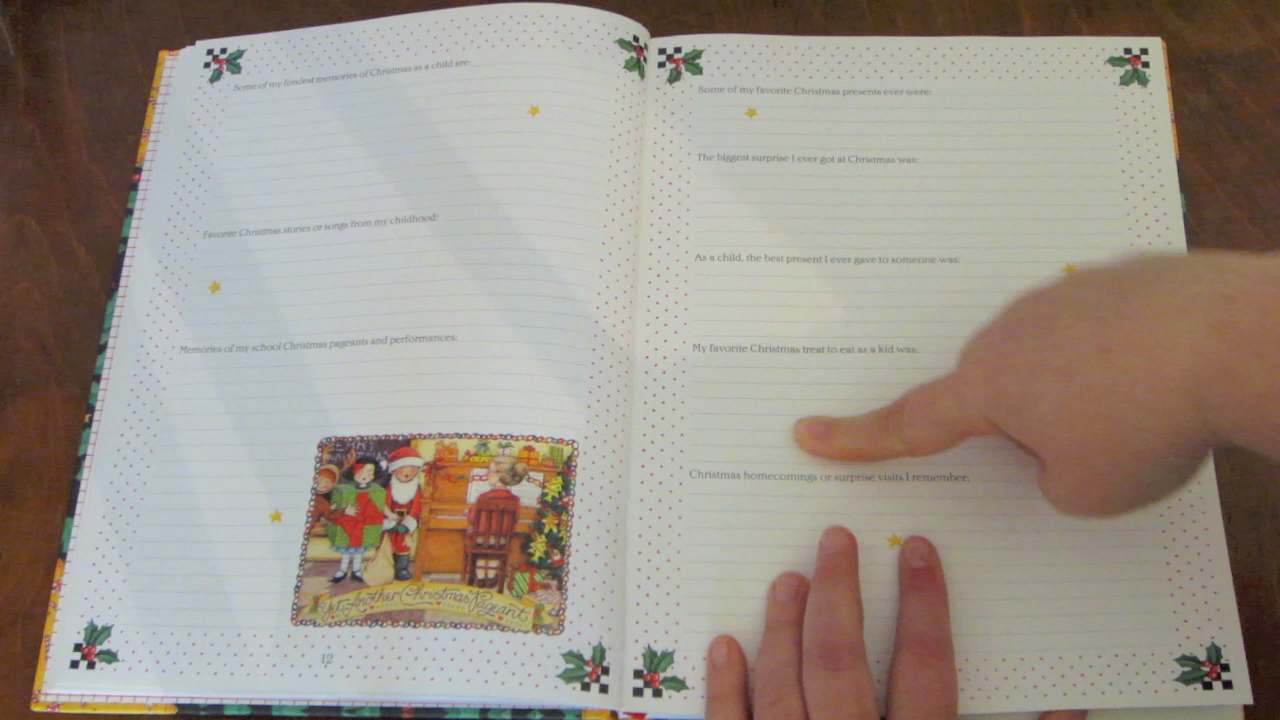 Some of my fondest memories of Christmas as a child are:
Favorite Christmas stories or songs from my childhood:
Memories of my school Christmas pageants and performances:
Yet Another Christmas Pageant
12
Some of my favorite Christmas presents ever were:
The biggest surprise I ever got at Christmas was:
As a child, the best present I ever gave to someone was:
My favorite Christmas treat to eat as a kid was:
Christmas homecomings or surprise visits I remember: